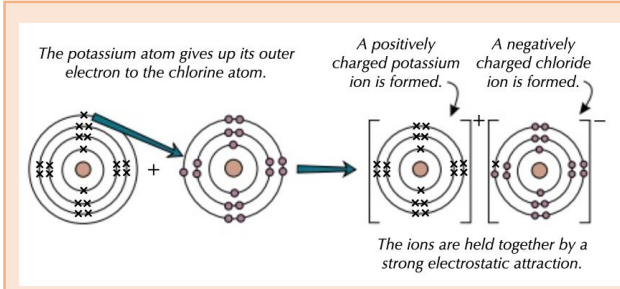 The potassium atom gives up its outer
electron to the chlorine atom.
A positively
charged potassium
ion is formed.
A negatively
charged chloride
ion is formed.
+
+
−
The ions are held together by a
strong electrostatic attraction.